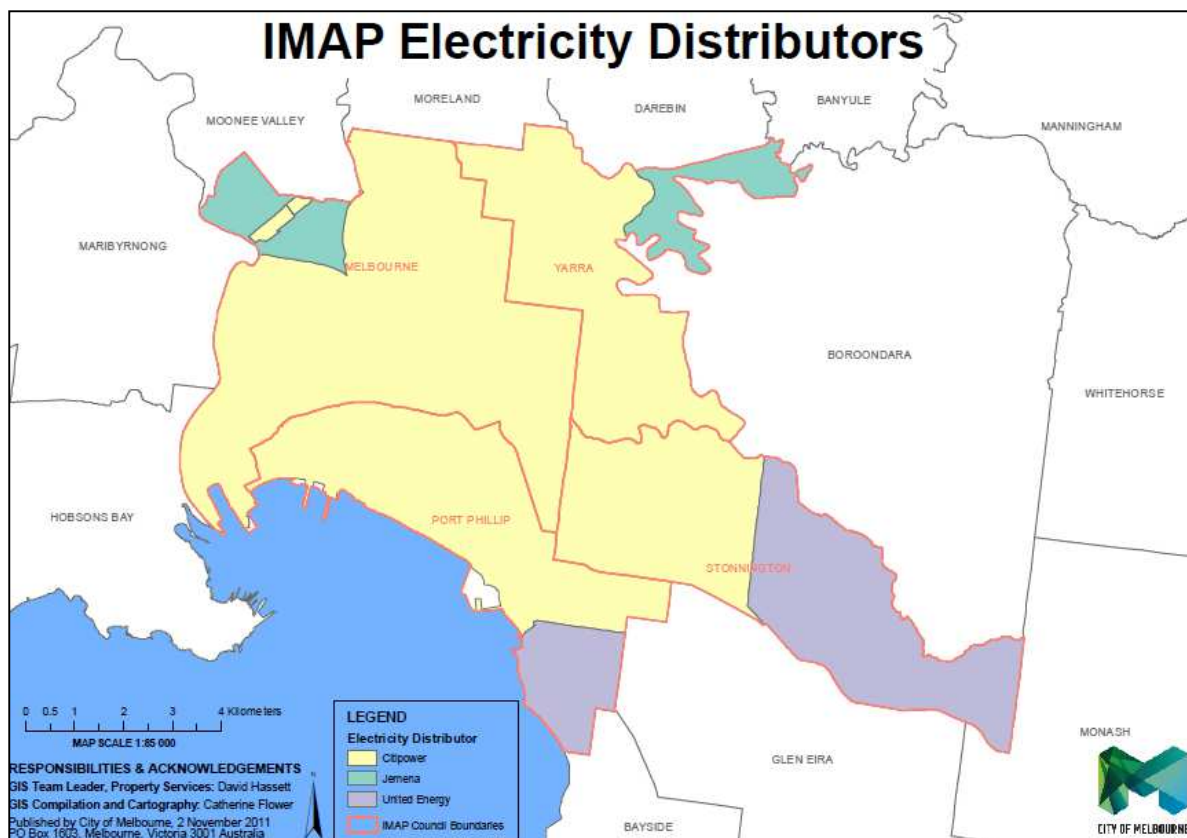 IMAP Electricity Distributors
MORELAND
DAREBIN
BANYULE
MOONEE VALLEY
MANNINGHAM
MARIBYRNONG
MELBOURNE
YARRA
BOROONDARA
WHITEHORSE
HOBSONS BAY
PORT PHILLIP
STONNINGTON
MONASH
GLEN EIRA
BAYSIDE
0 0.5 1 2 3 4 Kilometers
MAP SCALE 1:85 000
RESPONSIBILITIES & ACKNOWLEDGEMENTS
GIS Team Leader, Property Services: David Hassett
GIS Compilation and Cartography: Catherine Flower
Published by City of Melbourne, 2 November 2011
PO Box 1603, Melbourne, Victoria 3001 Australia
N
LEGEND
Electricity Distributor
Citipower
Jemena
United Energy
IMAP Council Boundaries
CITY OF MELBOURNE